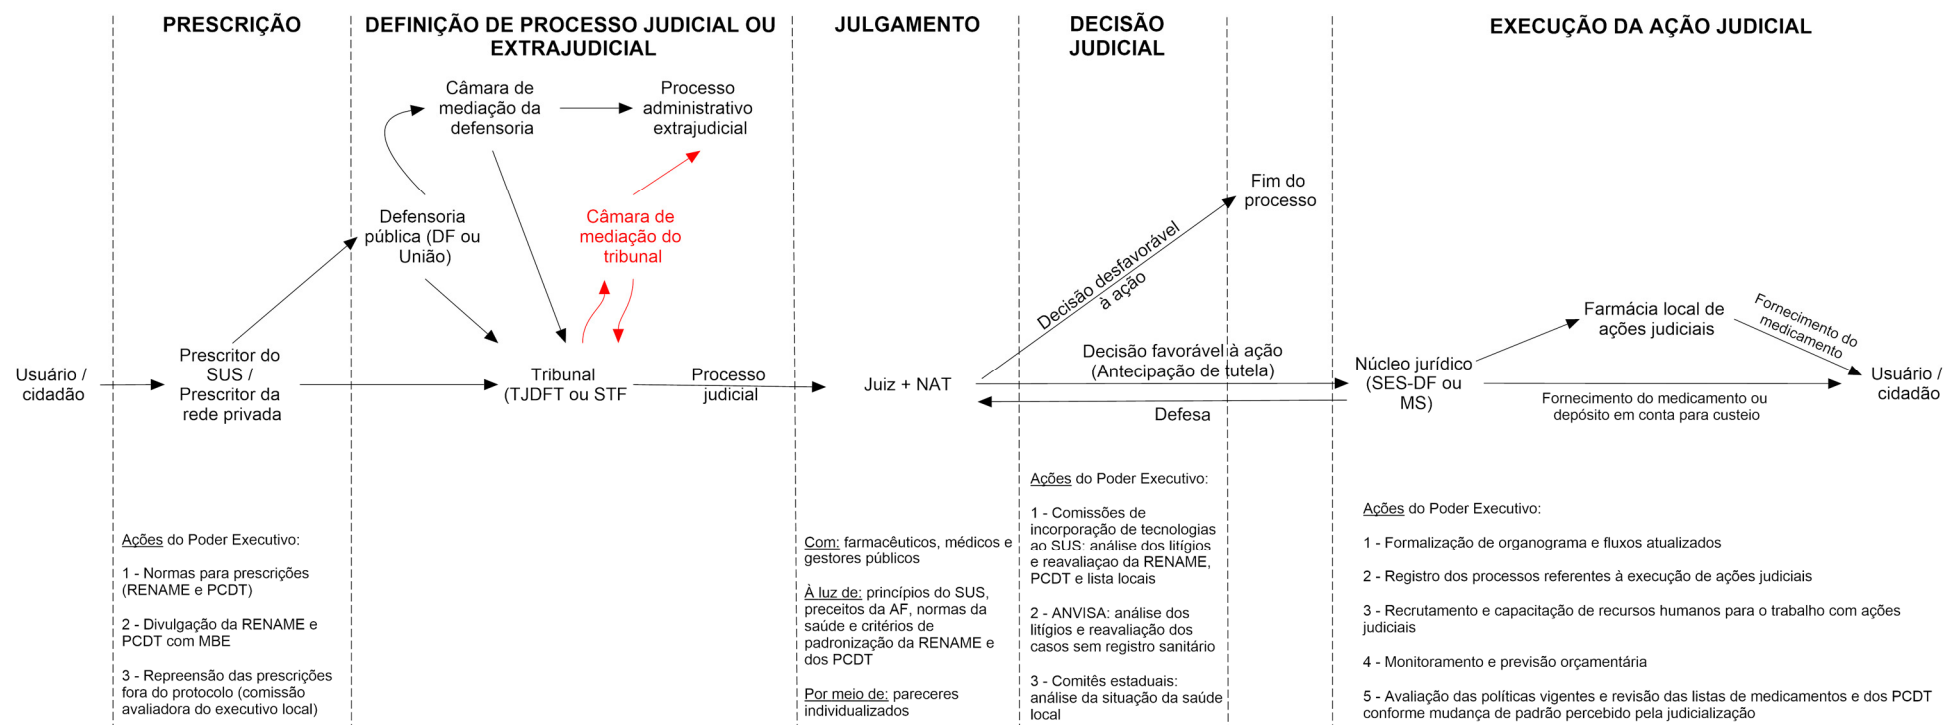 PRESCRIÇÃO
DEFINIÇÃO DE PROCESSO JUDICIAL OU
EXTRAJUDICIAL
JULGAMENTO
DECISÃO
JUDICIAL
EXECUÇÃO DA AÇÃO JUDICIAL
Câmara de
mediação da
defensoria
Processo
administrativo
extrajudicial
Defensoria
pública (DF ou
União)
Câmara de
mediação do
tribunal
Fim do
processo
Decisão desfavorável
à ação
Usuário /
cidadão
Prescritor do
SUS /
Prescritor da
rede privada
Tribunal
(TJDFT ou STF
Processo
judicial
Juiz + NAT
Decisão favorável à ação
(Antecipação de tutela)
Defesa
Núcleo jurídico
(SES-DF ou
MS)
Farmácia local de
ações judiciais
Fornecimento do
medicamento
Fornecimento do medicamento ou
depósito em conta para custeio
Usuário /
cidadão
Ações do Poder Executivo:
1 - Normas para prescrições
(RENAME e PCDT)
2 - Divulgação da RENAME e
PCDT com MBE
3 - Repreensão das prescrições
fora do protocolo (comissão
avaliadora do executivo local)
Com: farmacêuticos, médicos e
gestores públicos
À luz de: princípios do SUS,
preceitos da AF, normas da
saúde e critérios de
padronização da RENAME e
dos PCDT
Por meio de: pareceres
individualizados
Ações do Poder Executivo:
1 - Comissões de
incorporação de tecnologias
ao SUS: análise dos litígios
e reavaliaçao da RENAME,
PCDT e lista locais
2 - ANVISA: análise dos
litígios e reavaliação dos
casos sem registro sanitário
3 - Comitês estaduais:
análise da situação da saúde
local
Ações do Poder Executivo:
1 - Formalização de organograma e fluxos atualizados
2 - Registro dos processos referentes à execução de ações judiciais
3 - Recrutamento e capacitação de recursos humanos para o trabalho com ações
judiciais
4 - Monitoramento e previsão orçamentária
5 - Avaliação das políticas vigentes e revisão das listas de medicamentos e dos PCDT
conforme mudança de padrão percebido pela judicialização